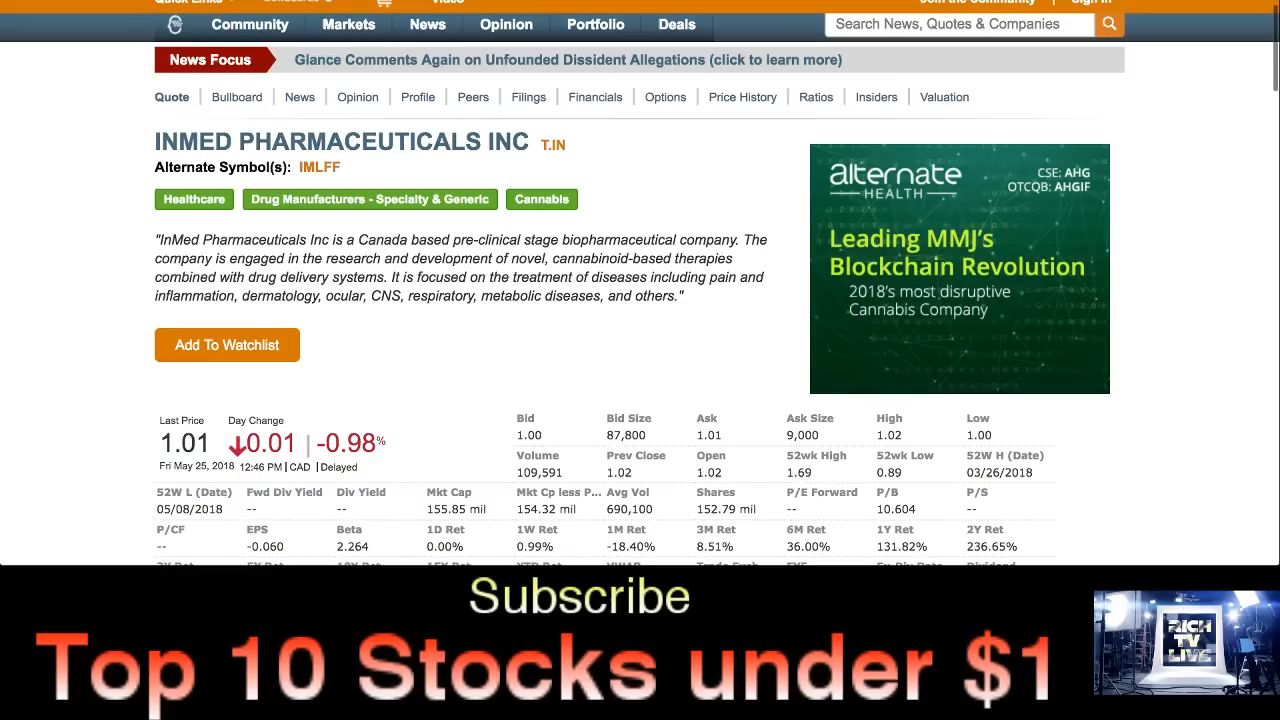 Quick Links
Video
Join the Community | Sign In
Community Markets News Opinion Portfolio Deals
Search News, Quotes & Companies
News Focus Glance Comments Again on Unfounded Dissident Allegations (click to learn more)
Quote Bullboard News Opinion Profile Peers Filings Financials Options Price History Ratios Insiders Valuation
INMED PHARMACEUTICALS INC T.IN
Alternate Symbol(s): IMLFF
Healthcare Drug Manufacturers - Specialty & Generic Cannabis
"InMed Pharmaceuticals Inc is a Canada based pre-clinical stage biopharmaceutical company. The
company is engaged in the research and development of novel, cannabinoid-based therapies
combined with drug delivery systems. It is focused on the treatment of diseases including pain and
inflammation, dermatology, ocular, CNS, respiratory, metabolic diseases, and others."
Add To Watchlist
alternate
HEALTH
CSE: AHG
OTCQB: AHGIF
Leading MMJ's
Blockchain Revolution
2018's most disruptive
Cannabis Company
Last Price Day Change
1.01 0.01 | -0.98%
Fri May 25, 2018 12:46 PM | CAD | Delayed
Bid Bid Size Ask Ask Size High Low
1.00 87,800 1.01 9,000 1.02 1.00
Volume Prev Close Open 52wk High 52wk Low 52W H (Date)
109,591 1.02 1.02 1.69 0.89 03/26/2018
52W L (Date) Fwd Div Yield Div Yield Mkt Cap Mkt Cp less P... Avg Vol Shares P/E Forward P/B P/S
05/08/2018 -- -- 155.85 mil 154.32 mil 690,100 152.79 mil -- 10.604 --
P/CF EPS Beta 1D Ret 1W Ret 1M Ret 3M Ret 6M Ret 1Y Ret 2Y Ret
-- -0.060 2.264 0.00% 0.99% -18.40% 8.51% 36.00% 131.82% 236.65%
Subscribe
Top 10 Stocks under $1
RICH
TV
LIVE